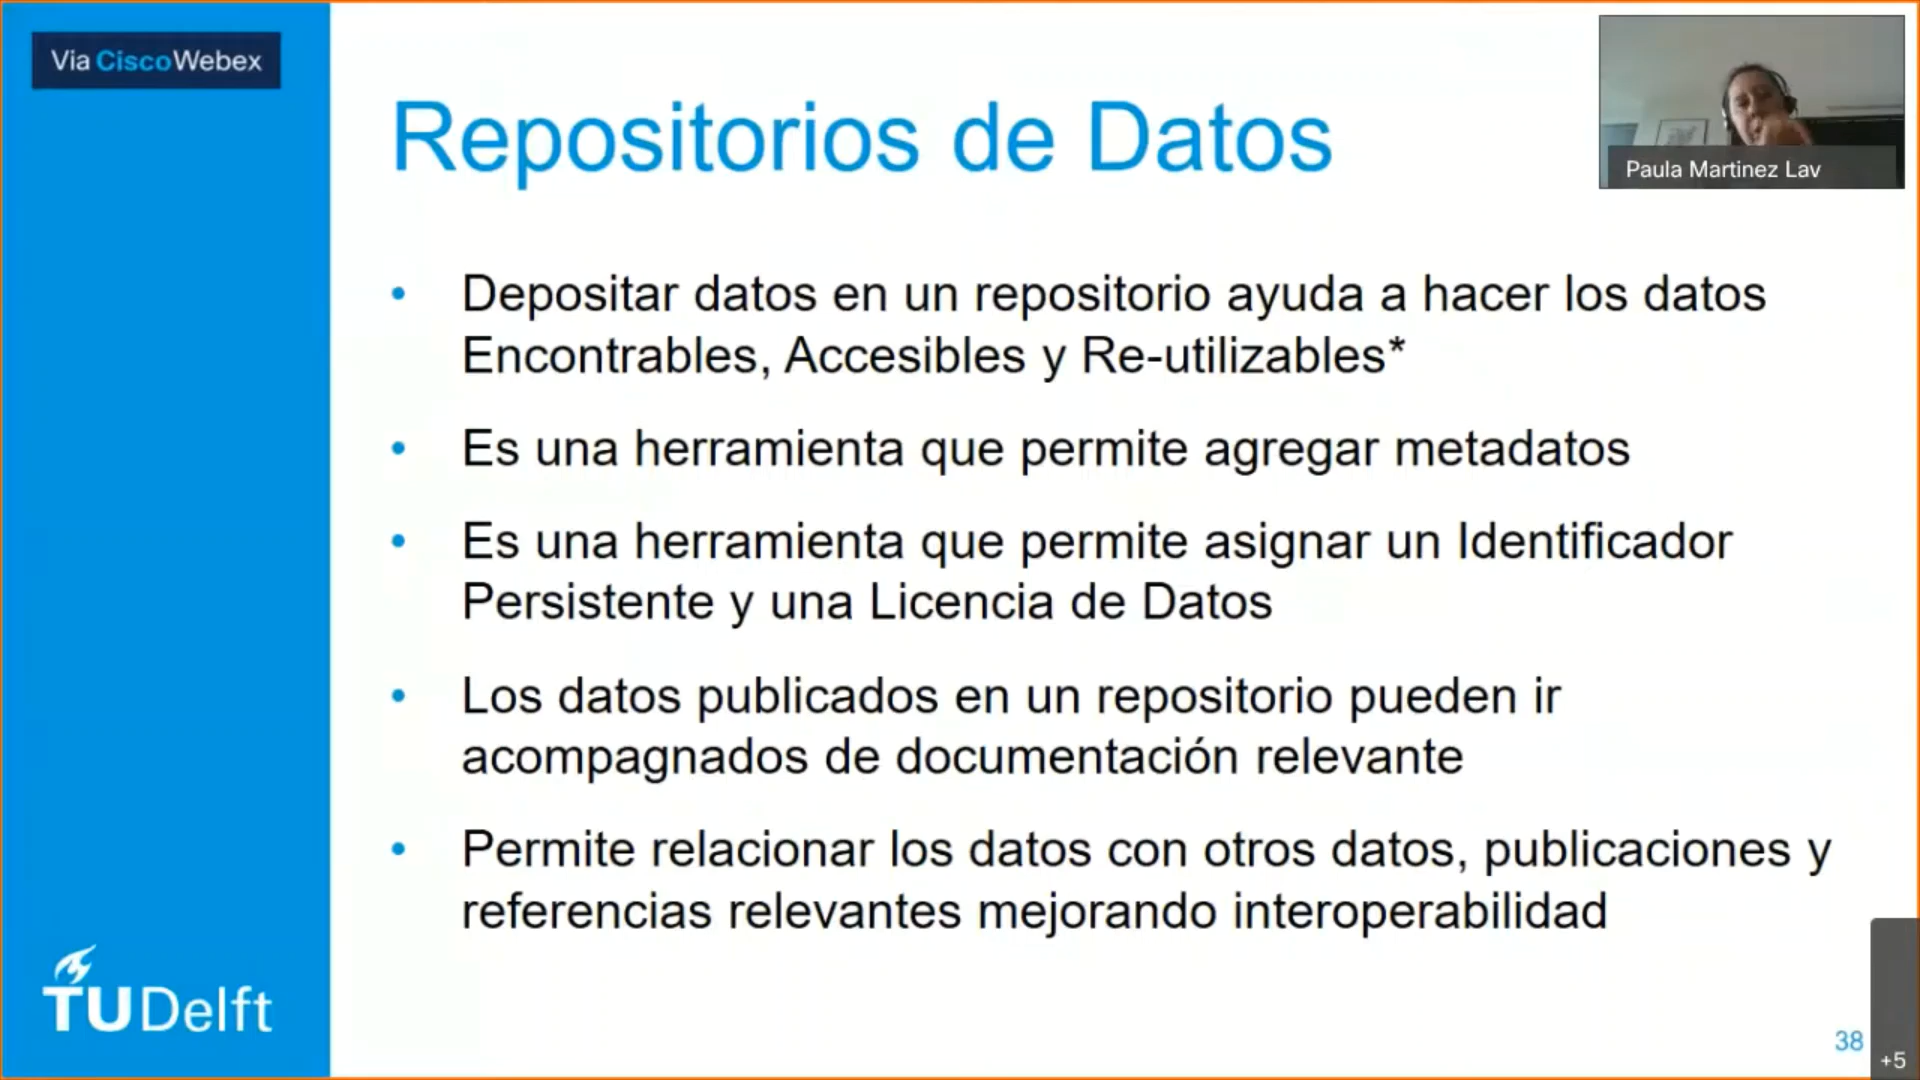 Via CiscoWebex
Repositorios de Datos
Paula Martinez Lav
• Depositar datos en un repositorio ayuda a hacer los datos
Encontrables, Accesibles y Re-utilizables*
• Es una herramienta que permite agregar metadatos
• Es una herramienta que permite asignar un Identificador
Persistente y una Licencia de Datos
• Los datos publicados en un repositorio pueden ir
acompagnados de documentación relevante
• Permite relacionar los datos con otros datos, publicaciones y
referencias relevantes mejorando interoperabilidad
TUDelft
38
+5